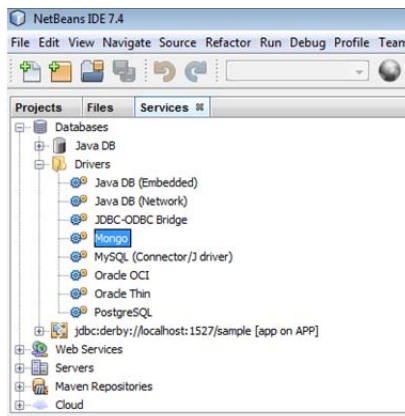 NetBeans IDE 7.4
File Edit View Navigate Source Refactor Run Debug Profile Team
Projects Files Services
Databases
Java DB
Drivers
Java DB (Embedded)
Java DB (Network)
JDBC-ODBC Bridge
Mongo
MySQL (Connector/J driver)
Oracle OCI
Oracle Thin
PostgreSQL
jdbc:derby://localhost:1527/sample [app on APP]
Web Services
Servers
Maven Repositories
Cloud